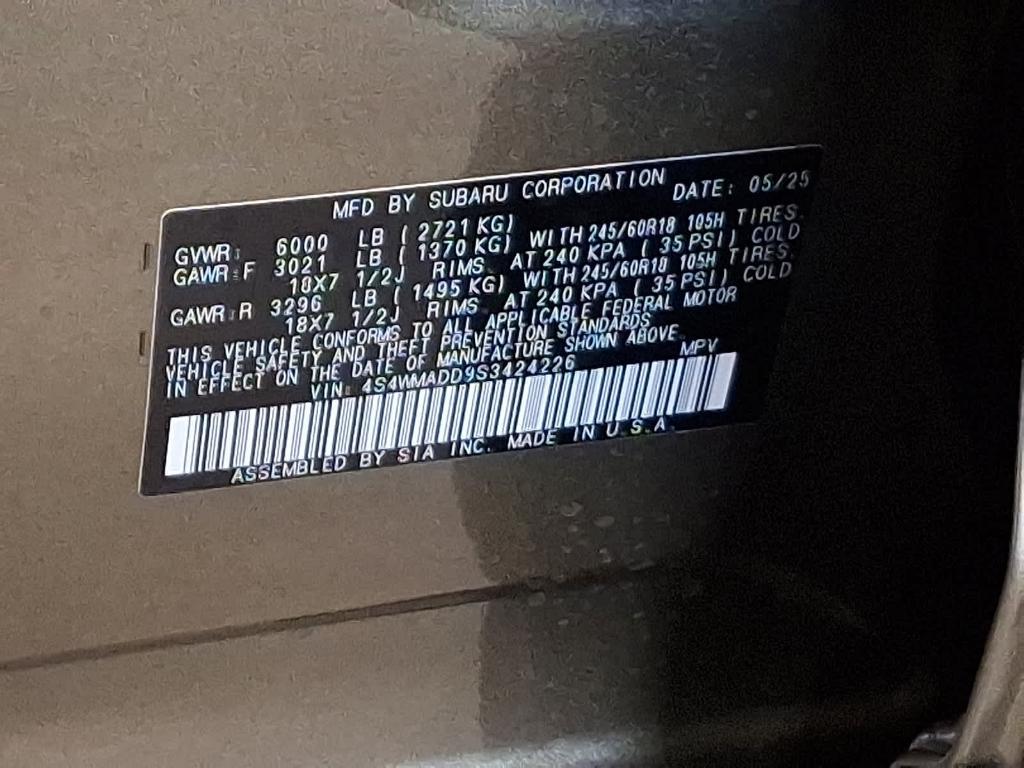 MFD BY SUBARU CORPORATION DATE: 05/25
GVWR: 6000 LB ( 2721 KG)
GAWR:F 3021 LB ( 1370 KG) WITH 245/60R18 105H TIRES.
18X7 1/2J RIMS. AT 240 KPA ( 35 PSI) COLD
GAWR:R 3296 LB ( 1495 KG) WITH 245/60R18 105H TIRES.
18X7 1/2J RIMS AT 240 KPA ( 35 PSI) COLD
THIS VEHICLE CONFORMS TO ALL APPLICABLE FEDERAL MOTOR
VEHICLE SAFETY AND THEFT PREVENTION STANDARDS
IN EFFECT ON THE DATE OF MANUFACTURE SHOWN ABOVE.
VIN: 4S4WMADD9S3424226 MPV
ASSEMBLED BY SIA INC. MADE IN U.S.A.